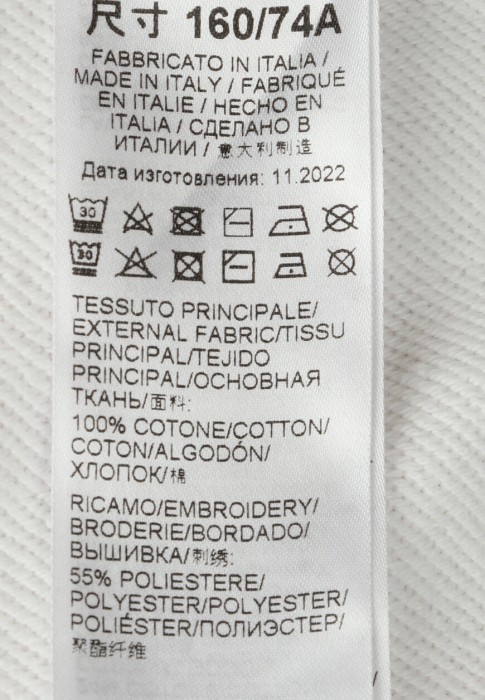 尺寸 160/74A
FABBRICATO IN ITALIA /
MADE IN ITALY / FABRIQUÉ
EN ITALIE / HECHO EN
ITALIA / СДЕЛАНО В
ИТАЛИИ / 意大利制造
Дата изготовления: 11.2022
30
30
TESSUTO PRINCIPALE/
EXTERNAL FABRIC/TISSU
PRINCIPAL/TEJIDO
PRINCIPAL/ОСНОВНАЯ
ТКАНЬ/面料:
100% COTONE/COTTON/
COTON/ALGODÓN/
ХЛОПОК/棉
RICAMO/EMBROIDERY/
BRODERIE/BORDADO/
ВЫШИВКА/刺绣:
55% POLIESTERE/
POLYESTER/POLYESTER/
POLIÉSTER/ПОЛИЭСТЕР/
聚酯纤维